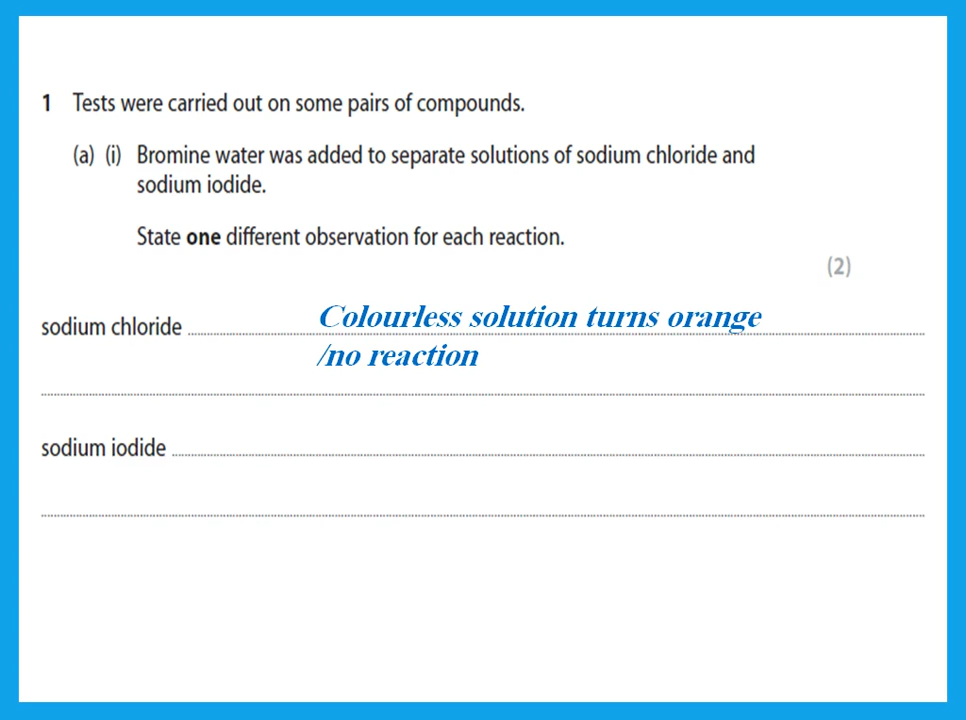 1 Tests were carried out on some pairs of compounds.
(a) (i) Bromine water was added to separate solutions of sodium chloride and
sodium iodide.
State one different observation for each reaction.
(2)
sodium chloride Colourless solution turns orange
/no reaction
sodium iodide